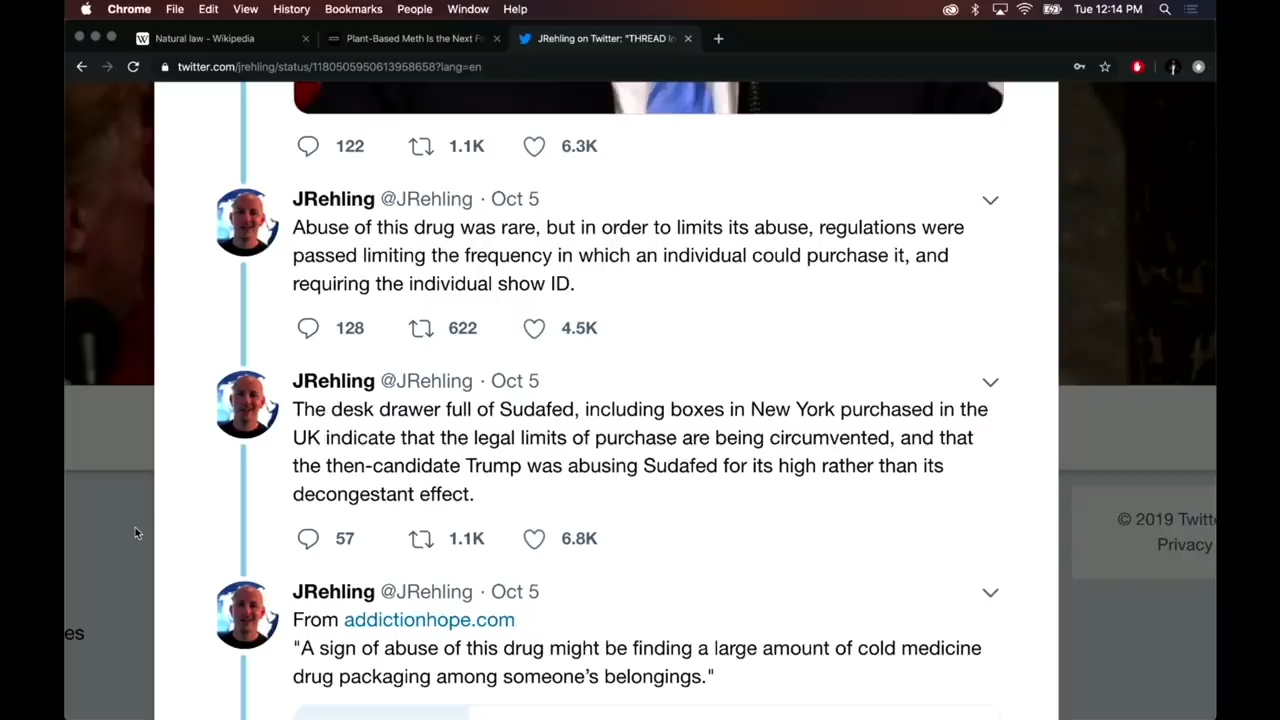 Chrome File Edit View History Bookmarks People Window Help Tue 12:14 PM
Natural law - Wikipedia Plant-Based Meth Is the Next F JRehling on Twitter: "THREAD In
twitter.com/jrehling/status/1180505950613958658?lang=en
122 1.1K 6.3K
JRehling @JRehling · Oct 5
Abuse of this drug was rare, but in order to limits its abuse, regulations were
passed limiting the frequency in which an individual could purchase it, and
requiring the individual show ID.
128 622 4.5K
JRehling @JRehling · Oct 5
The desk drawer full of Sudafed, including boxes in New York purchased in the
UK indicate that the legal limits of purchase are being circumvented, and that
the then-candidate Trump was abusing Sudafed for its high rather than its
decongestant effect.
© 2019 Twitt
57 1.1K 6.8K
Privacy
JRehling @JRehling · Oct 5
From addictionhope.com
es
"A sign of abuse of this drug might be finding a large amount of cold medicine
drug packaging among someone's belongings."